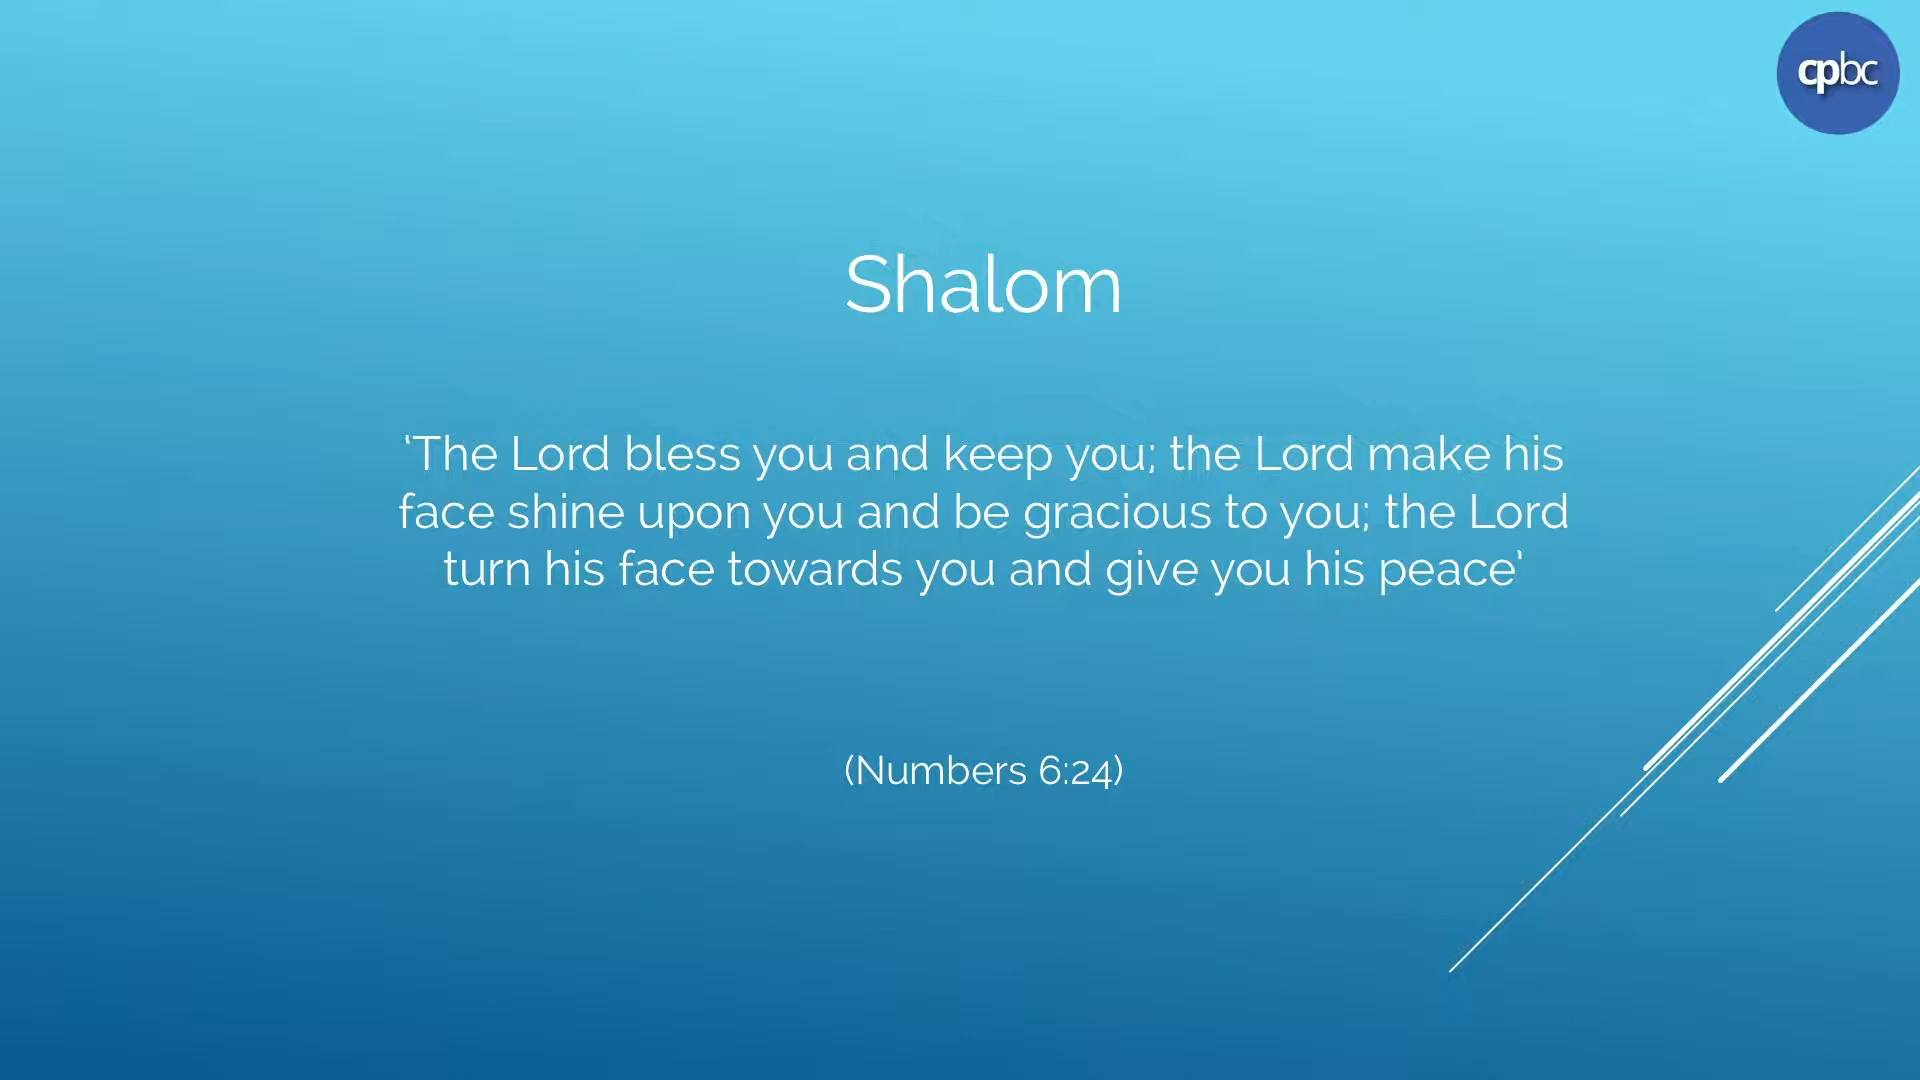 cpbc
Shalom
‘The Lord bless you and keep you; the Lord make his
face shine upon you and be gracious to you; the Lord
turn his face towards you and give you his peace’
(Numbers 6:24)